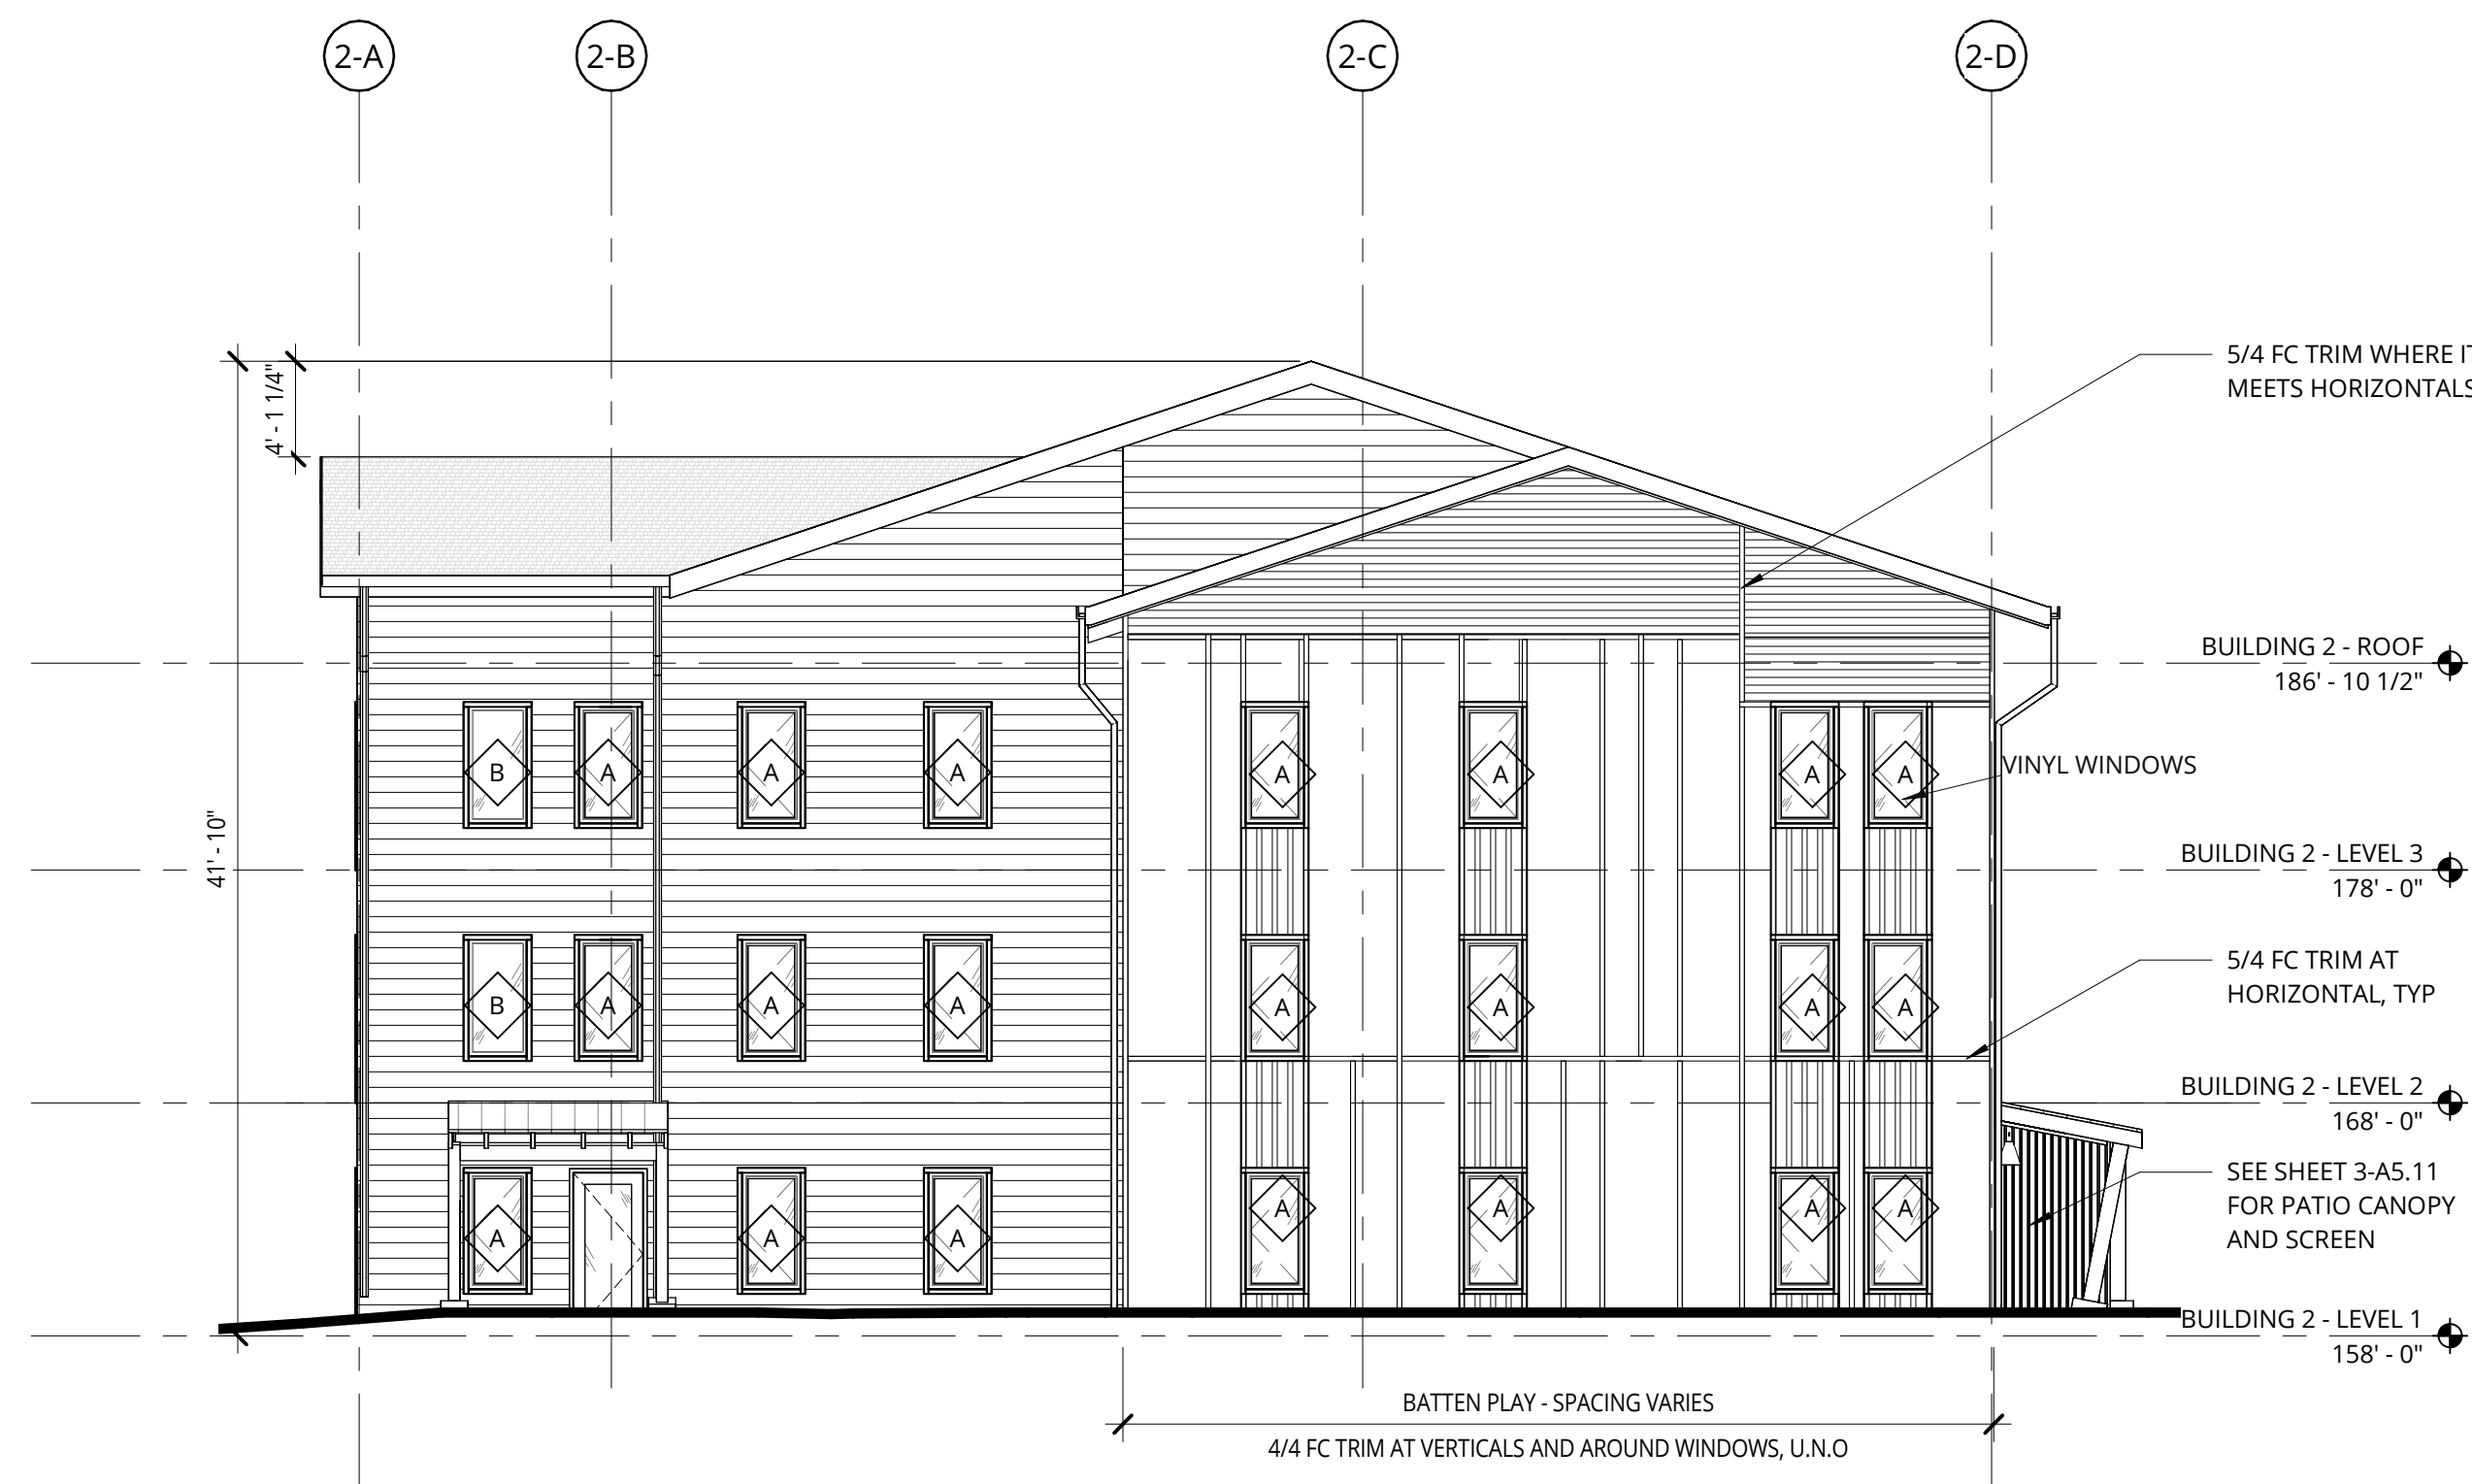 2-A
2-B
2-C
2-D
4' - 1 1/4"
41' - 10"
5/4 FC TRIM WHERE IT
MEETS HORIZONTALS
BUILDING 2 - ROOF
186' - 10 1/2"
B
A
A
A
A
A
A
A
VINYL WINDOWS
BUILDING 2 - LEVEL 3
178' - 0"
5/4 FC TRIM AT
HORIZONTAL, TYP
B
A
A
A
A
A
A
A
BUILDING 2 - LEVEL 2
168' - 0"
SEE SHEET 3-A5.11
FOR PATIO CANOPY
AND SCREEN
A
A
A
A
A
A
A
BUILDING 2 - LEVEL 1
158' - 0"
BATTEN PLAY - SPACING VARIES
4/4 FC TRIM AT VERTICALS AND AROUND WINDOWS, U.N.O